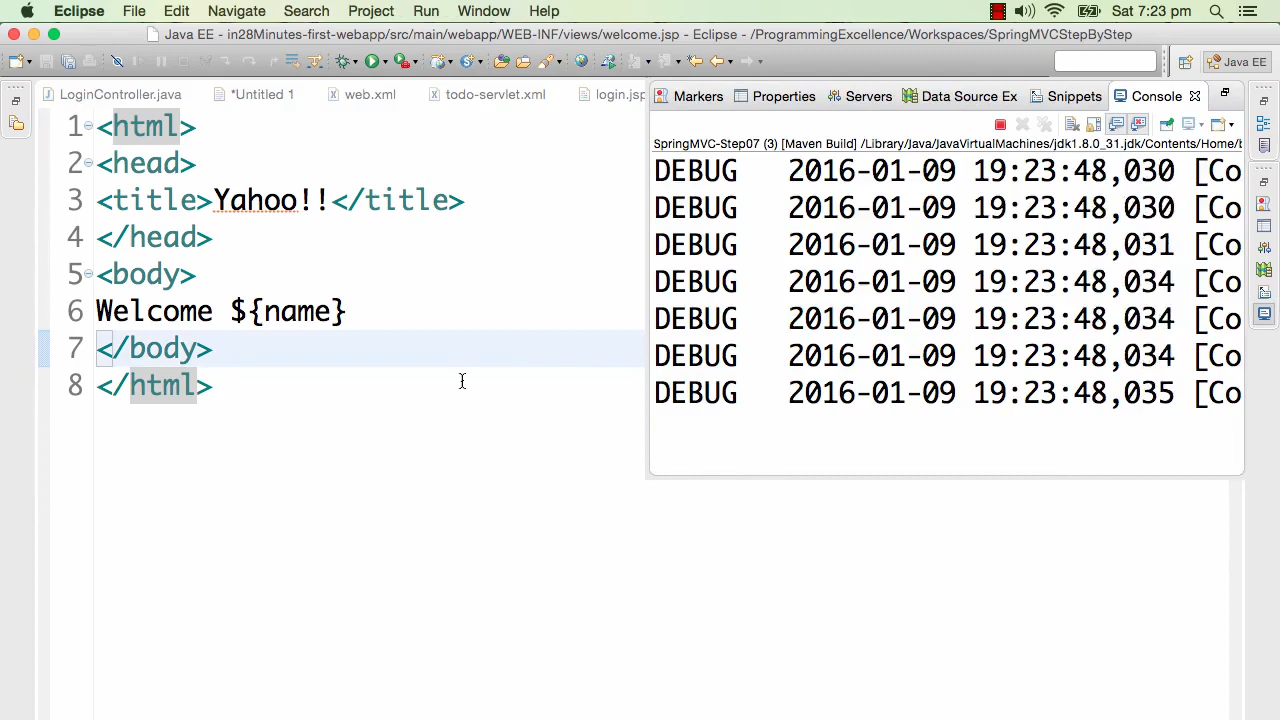 Eclipse File Edit Navigate Search Project Run Window Help Sat 7:23 pm
Java EE - in28Minutes-first-webapp/src/main/webapp/WEB-INF/views/welcome.jsp - Eclipse - /ProgrammingExcellence/Workspaces/SpringMVCStepByStep
Java EE
LoginController.java *Untitled 1 web.xml todo-servlet.xml login.jsp
1 <html>
2 <head>
3 <title>Yahoo!!</title>
4 </head>
5 <body>
6 Welcome ${name}
7 </body>
8 </html>
Markers Properties Servers Data Source Ex Snippets Console
SpringMVC-Step07 (3) [Maven Build] /Library/Java/JavaVirtualMachines/jdk1.8.0_31.jdk/Contents/Home/
DEBUG 2016-01-09 19:23:48,030 [Co
DEBUG 2016-01-09 19:23:48,030 [Co
DEBUG 2016-01-09 19:23:48,031 [Co
DEBUG 2016-01-09 19:23:48,034 [Co
DEBUG 2016-01-09 19:23:48,034 [Co
DEBUG 2016-01-09 19:23:48,034 [Co
DEBUG 2016-01-09 19:23:48,035 [Co